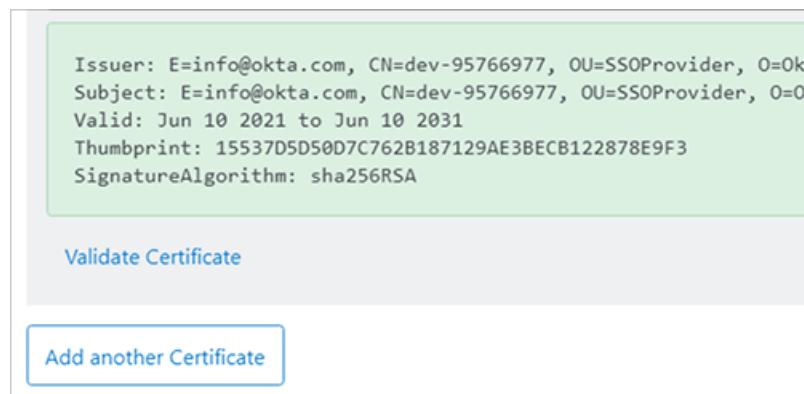 Issuer: E=info@okta.com, CN=dev-95766977, OU=SSOProvider, O=Ok
Subject: E=info@okta.com, CN=dev-95766977, OU=SSOProvider, O=O
Valid: Jun 10 2021 to Jun 10 2031
Thumbprint: 15537D5D50D7C762B187129AE3BECB122878E9F3
SignatureAlgorithm: sha256RSA
Validate Certificate
Add another Certificate